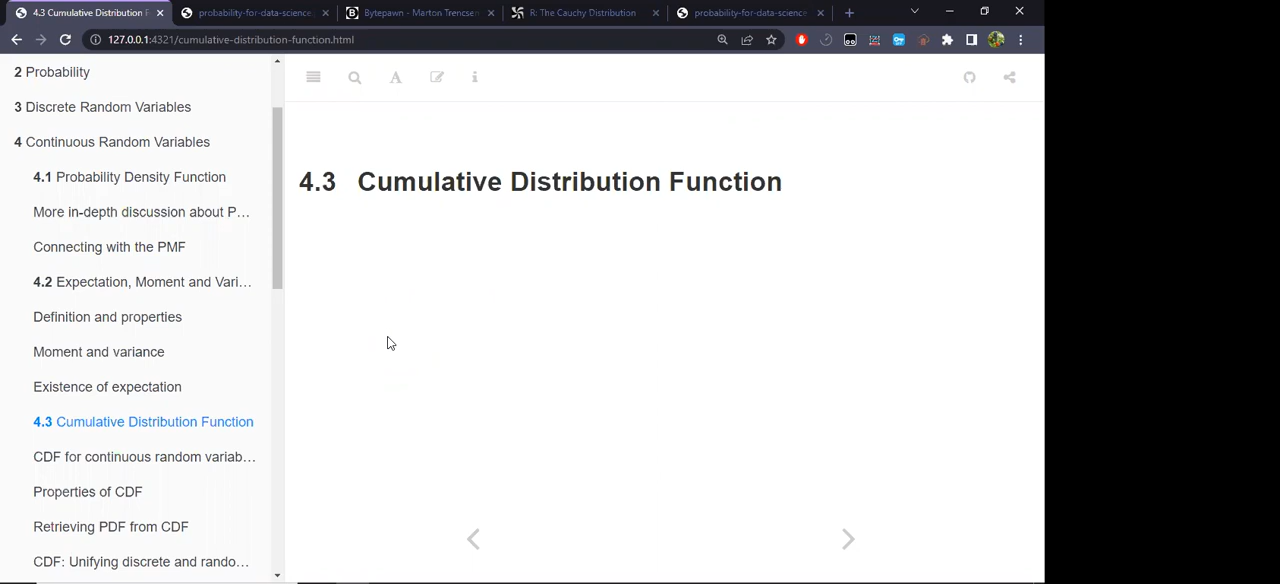 4.3 Cumulative Distribution F
probability-for-data-science
Bytepawn - Marton Trencser
R: The Cauchy Distribution
probability-for-data-science
127.0.0.1:4321/cumulative-distribution-function.html
2 Probability
3 Discrete Random Variables
4 Continuous Random Variables
4.1 Probability Density Function
More in-depth discussion about P...
Connecting with the PMF
4.2 Expectation, Moment and Vari...
Definition and properties
Moment and variance
Existence of expectation
4.3 Cumulative Distribution Function
CDF for continuous random variab...
Properties of CDF
Retrieving PDF from CDF
CDF: Unifying discrete and rando...
4.3 Cumulative Distribution Function